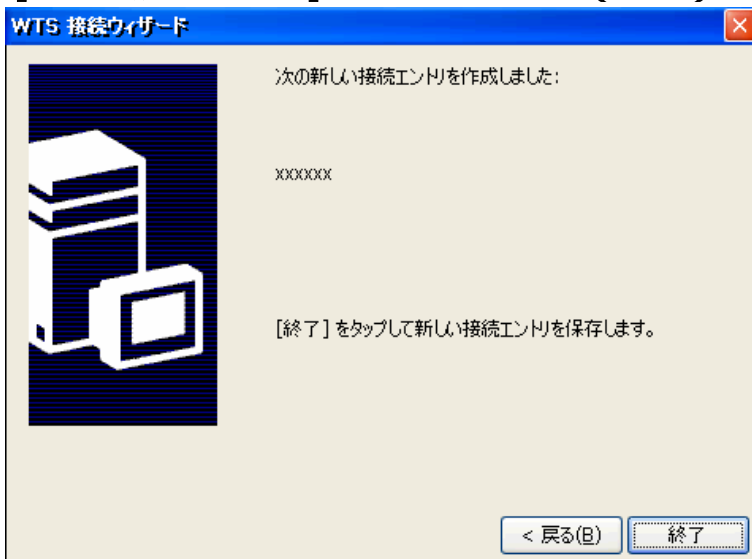 WTS 接続ウィザード
次の新しい接続エントリを作成しました:
xxxxxx
[終了] をタップして新しい接続エントリを保存します。
< 戻る(B)
終了